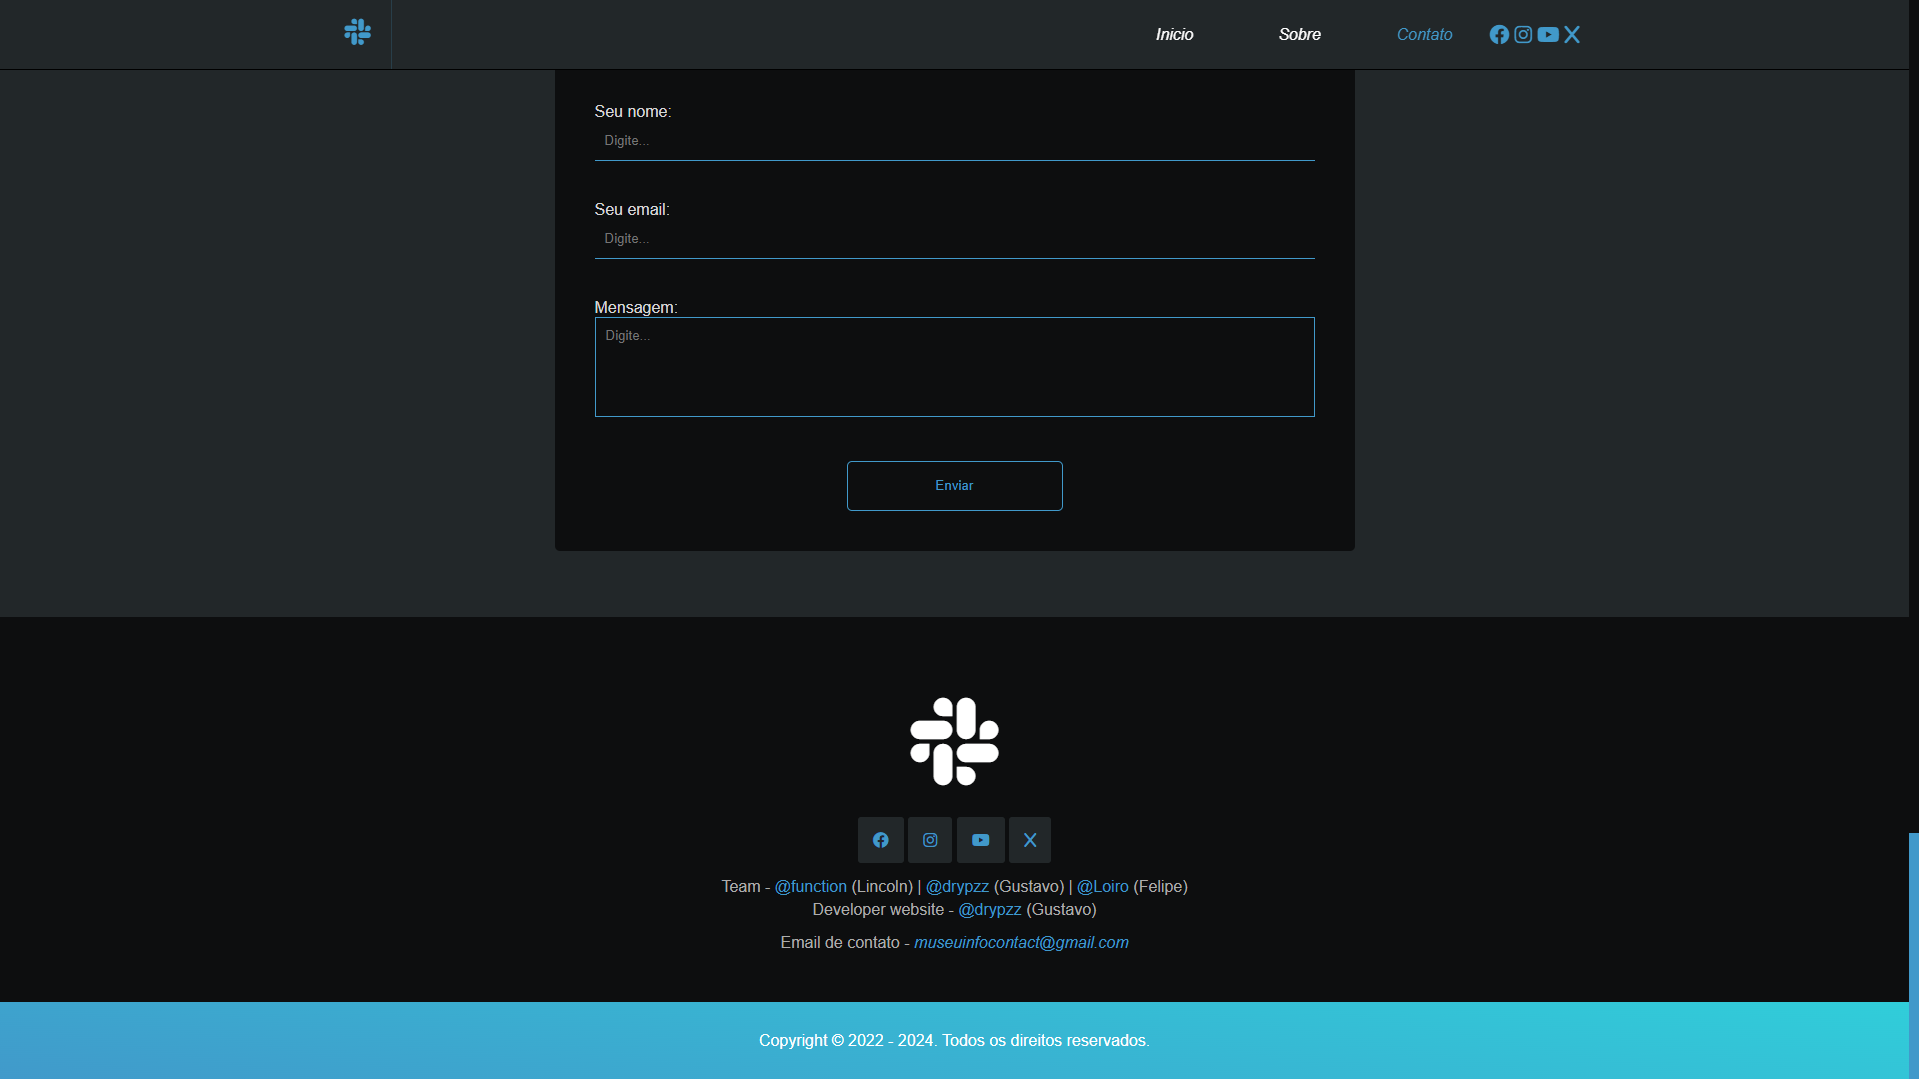 Inicio Sobre Contato
Seu nome:
Digite...
Seu email:
Digite...
Mensagem:
Digite...
Enviar
Team - @function (Lincoln) | @drypzz (Gustavo) | @Loiro (Felipe)
Developer website - @drypzz (Gustavo)
Email de contato - museuinfocontact@gmail.com
Copyright © 2022 - 2024. Todos os direitos reservados.